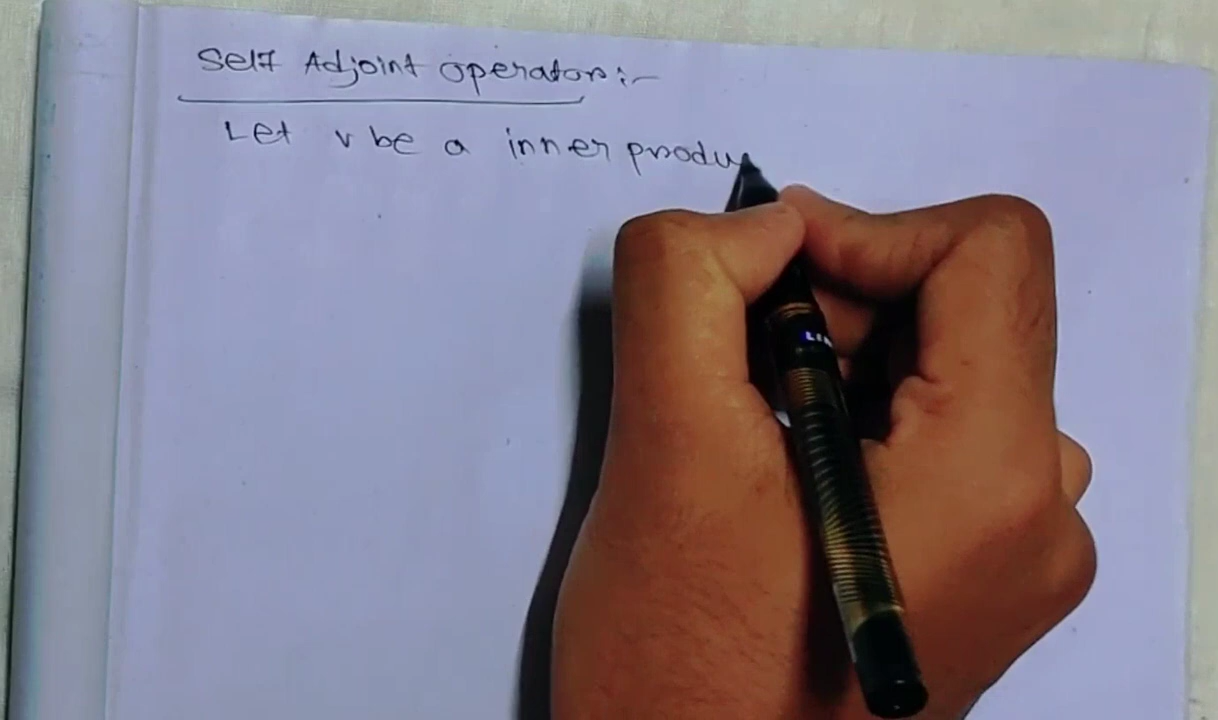 Self Adjoint operator:-
Let v be a inner produ